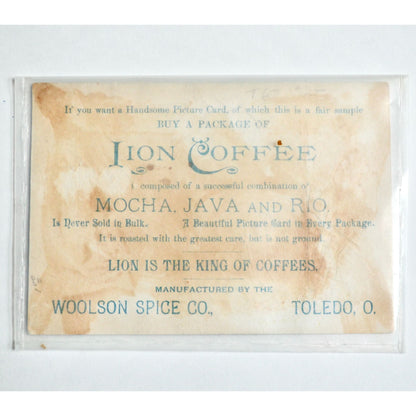 If you want a Handsome Picture Card, of which this is a fair sample
BUY A PACKAGE OF
LION COFFEE
composed of a successful combination of
MOCHA, JAVA AND RIO.
Is Never Sold in Bulk. A Beautiful Picture Card in Every Package.
It is roasted with the greatest care, but is not ground.
LION IS THE KING OF COFFEES.
MANUFACTURED BY THE
WOOLSON SPICE CO., TOLEDO, O.